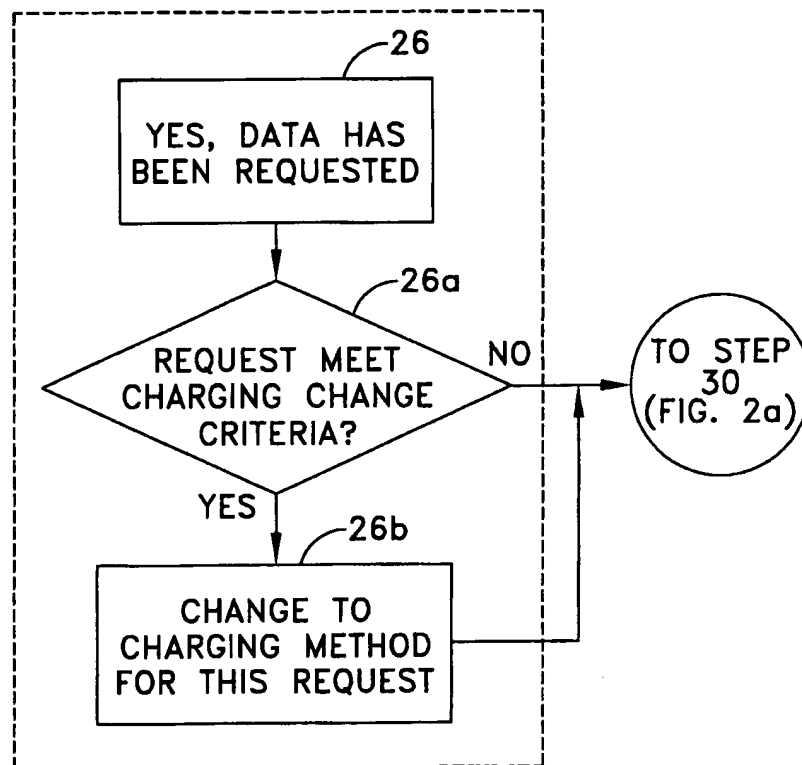 26
YES, DATA HAS
BEEN REQUESTED
26a
REQUEST MEET
CHARGING CHANGE
CRITERIA?
NO
TO STEP
30
(FIG. 2a)
YES
26b
CHANGE TO
CHARGING METHOD
FOR THIS REQUEST